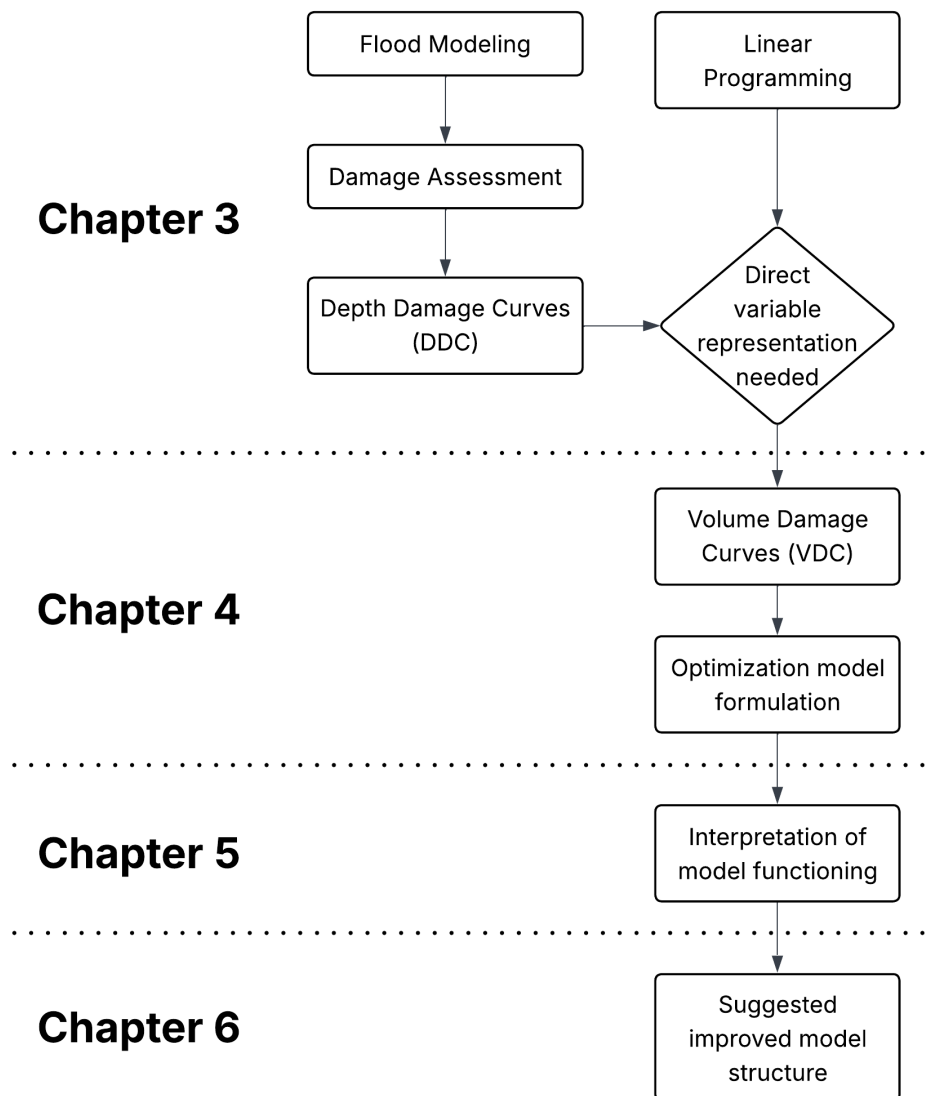 Flood Modeling
Linear
Programming
Damage Assessment
Chapter 3
Depth Damage Curves
(DDC)
Direct
variable
representation
needed
Volume Damage
Curves (VDC)
Chapter 4
Optimization model
formulation
Interpretation of
model functioning
Chapter 5
Suggested
improved model
structure
Chapter 6